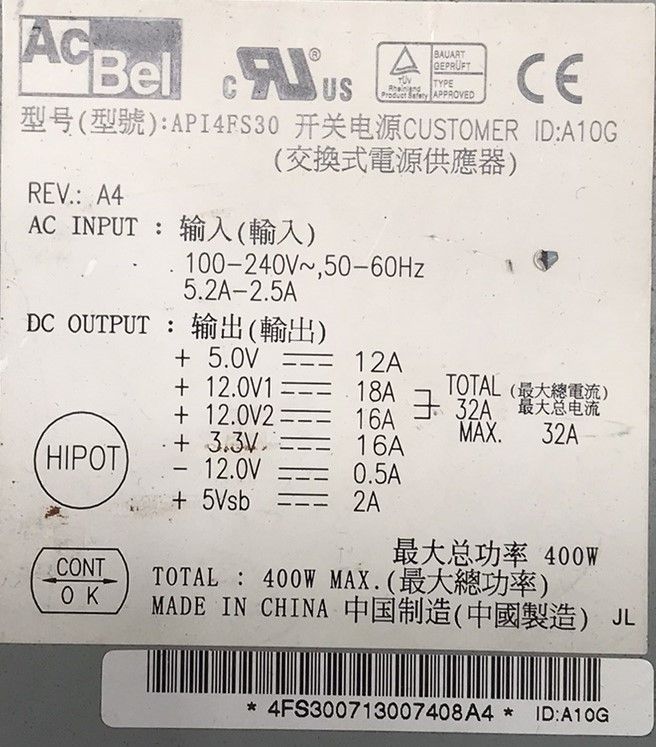 AcBel
c RU® US
TÜV Rheinland Product Safety
BAUART GEPRÜFT
TYPE APPROVED
CE
型号(型號):API4FS30 开关电源CUSTOMER ID:A10G
(交換式電源供應器)
REV.: A4
AC INPUT : 输入(輸入)
100-240V~,50-60Hz
5.2A-2.5A
DC OUTPUT : 输出(輸出)
+ 5.0V 12A
+ 12.0V1 18A
+ 12.0V2 16A
TOTAL (最大總電流)
32A 最大总电流
MAX. 32A
+ 3.3V 16A
- 12.0V 0.5A
+ 5Vsb 2A
HIPOT
最大总功率 400W
CONT
OK
TOTAL : 400W MAX.(最大總功率)
MADE IN CHINA 中国制造(中國製造) JL
* 4FS300713007408A4 * ID:A10G